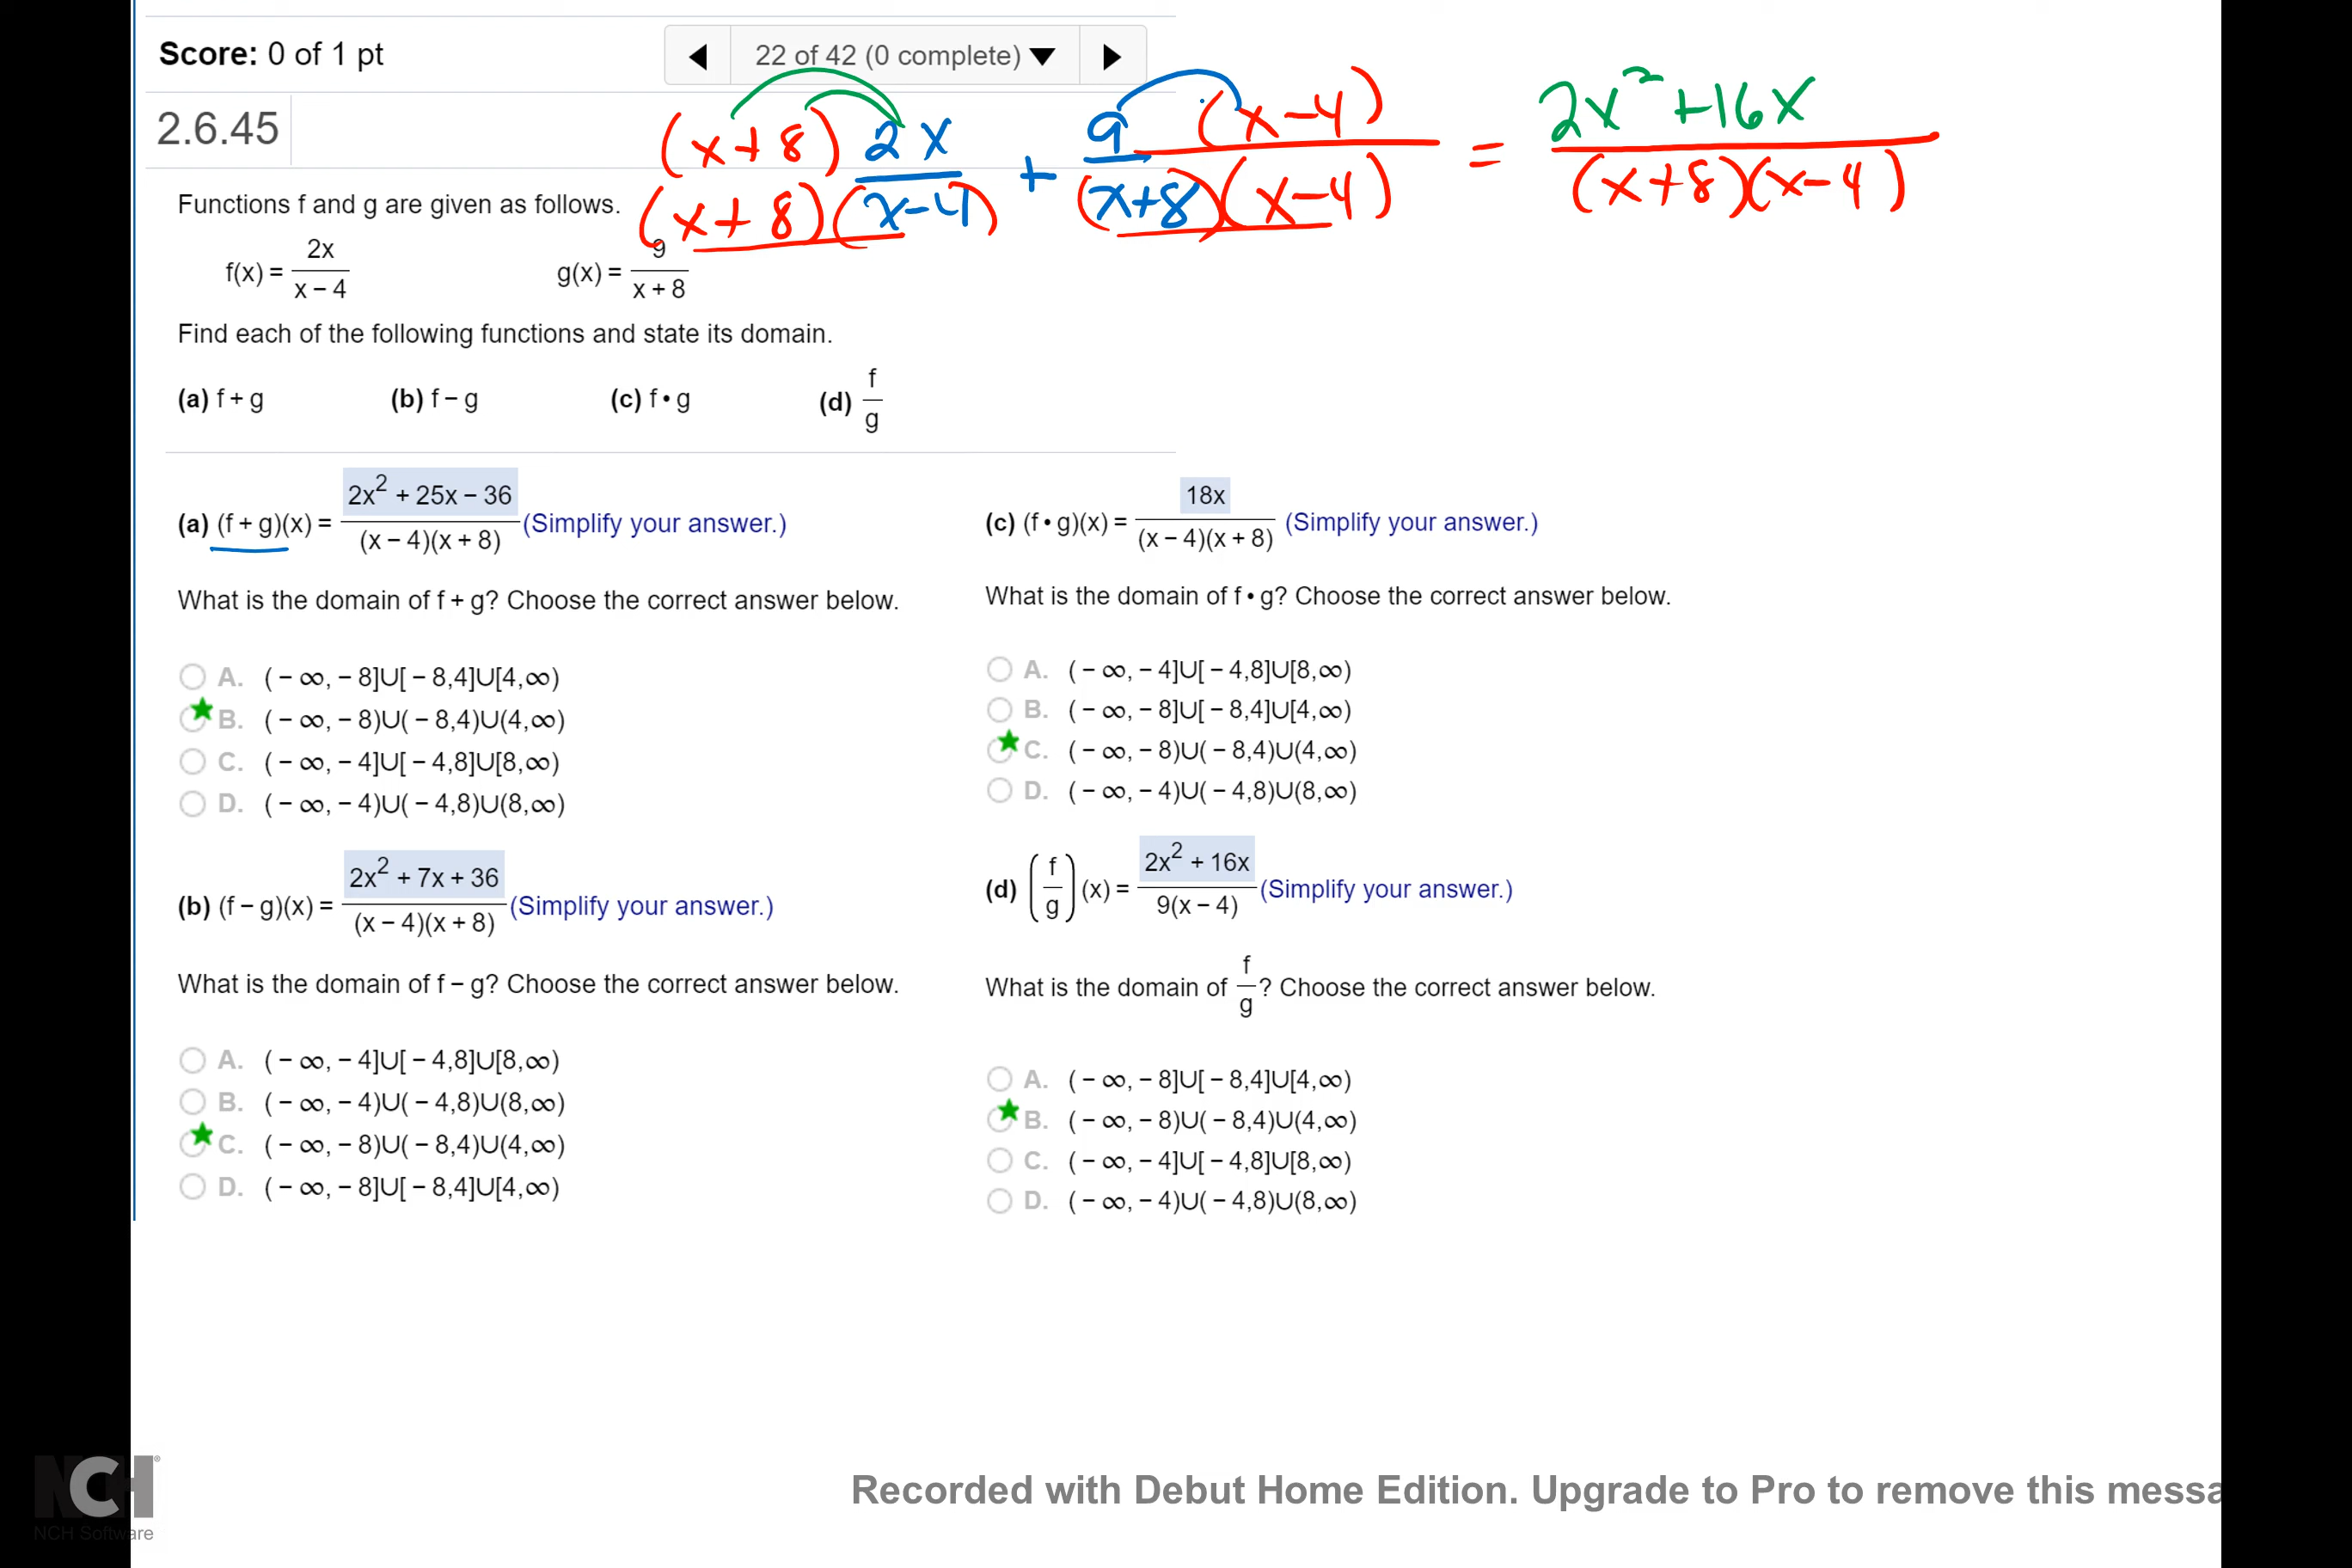 Score: 0 of 1 pt
22 of 42 (0 complete)
2.6.45
(x+8) 2x / (x+8)(x-4) + 9 (x-4) / (x+8)(x-4) = 2x² +16x / (x+8)(x-4)
Functions f and g are given as follows.
f(x) = 2x / x − 4    g(x) = 9 / x + 8
Find each of the following functions and state its domain.
(a) f + g    (b) f − g    (c) f • g    (d) f / g
(a) (f + g)(x) = 2x² + 25x − 36 / (x − 4)(x + 8) (Simplify your answer.)
What is the domain of f + g? Choose the correct answer below.
A. (− ∞, − 8]∪[− 8,4]∪[4,∞)
B. (− ∞, − 8)∪(− 8,4)∪(4,∞)
C. (− ∞, − 4]∪[− 4,8]∪[8,∞)
D. (− ∞, − 4)∪(− 4,8)∪(8,∞)
(b) (f − g)(x) = 2x² + 7x + 36 / (x − 4)(x + 8) (Simplify your answer.)
What is the domain of f − g? Choose the correct answer below.
A. (− ∞, − 4]∪[− 4,8]∪[8,∞)
B. (− ∞, − 4)∪(− 4,8)∪(8,∞)
C. (− ∞, − 8)∪(− 8,4)∪(4,∞)
D. (− ∞, − 8]∪[− 8,4]∪[4,∞)
(c) (f • g)(x) = 18x / (x − 4)(x + 8) (Simplify your answer.)
What is the domain of f • g? Choose the correct answer below.
A. (− ∞, − 4]∪[− 4,8]∪[8,∞)
B. (− ∞, − 8]∪[− 8,4]∪[4,∞)
C. (− ∞, − 8)∪(− 8,4)∪(4,∞)
D. (− ∞, − 4)∪(− 4,8)∪(8,∞)
(d) (f / g)(x) = 2x² + 16x / 9(x − 4) (Simplify your answer.)
What is the domain of f / g? Choose the correct answer below.
A. (− ∞, − 8]∪[− 8,4]∪[4,∞)
B. (− ∞, − 8)∪(− 8,4)∪(4,∞)
C. (− ∞, − 4]∪[− 4,8]∪[8,∞)
D. (− ∞, − 4)∪(− 4,8)∪(8,∞)
NCH®
NCH Software
Recorded with Debut Home Edition. Upgrade to Pro to remove this messa